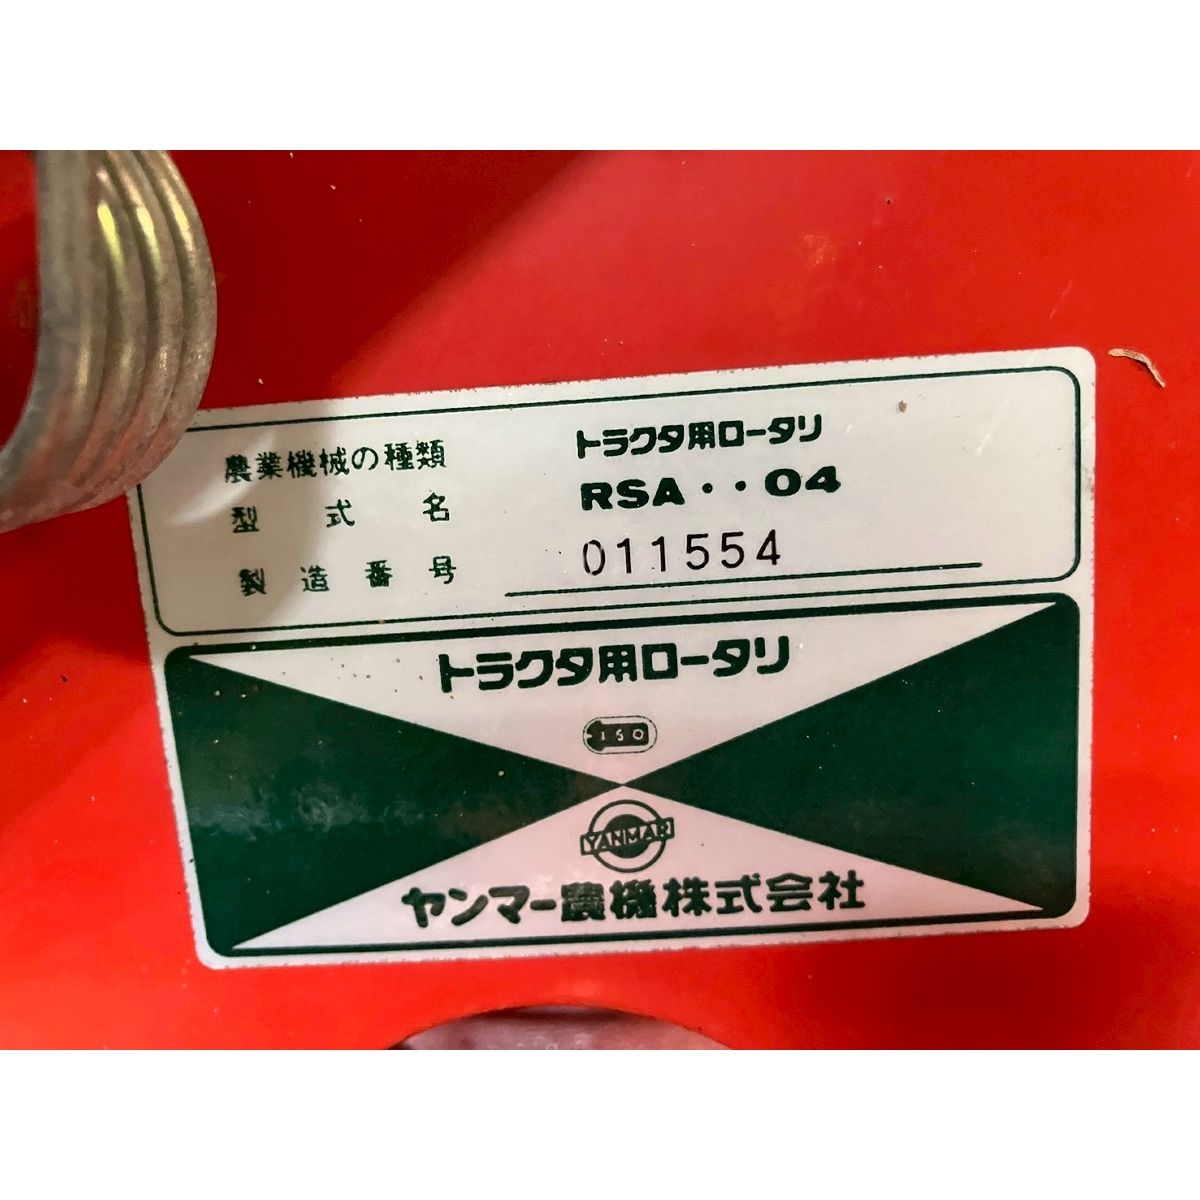 農業機械の種類 トラクタ用ロータリ
型式名 RSA・・04
製造番号 011554
トラクタ用ロータリ
ISO
YANMAR
ヤンマー農機株式会社